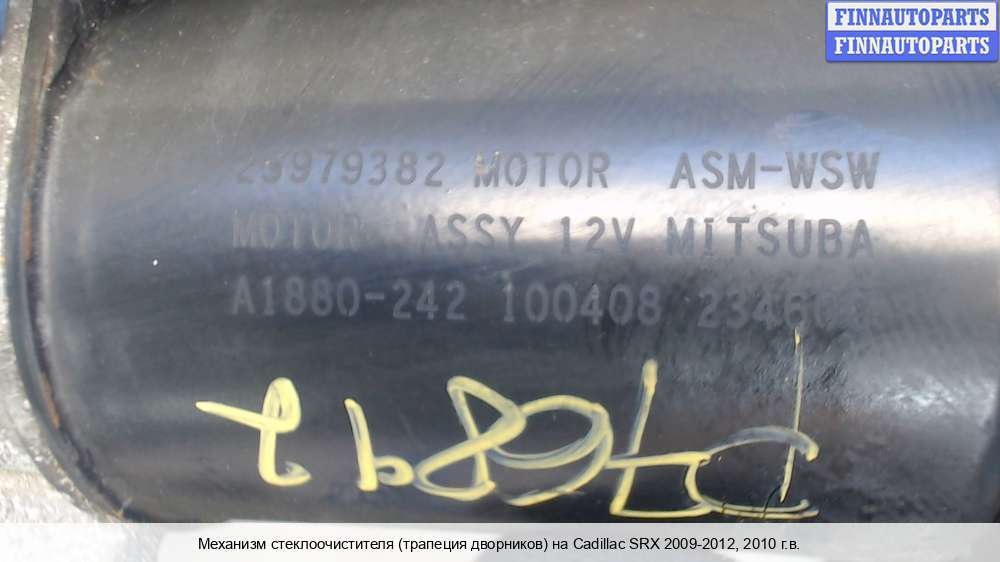 FINNAUTOPARTS
FINNAUTOPARTS
25979382 MOTOR ASM-WSW
MOTOR ASSY 12V MITSUBA
A1880-242 100408
Механизм стеклоочистителя (трапеция дворников) на Cadillac SRX 2009-2012, 2010 г.в.